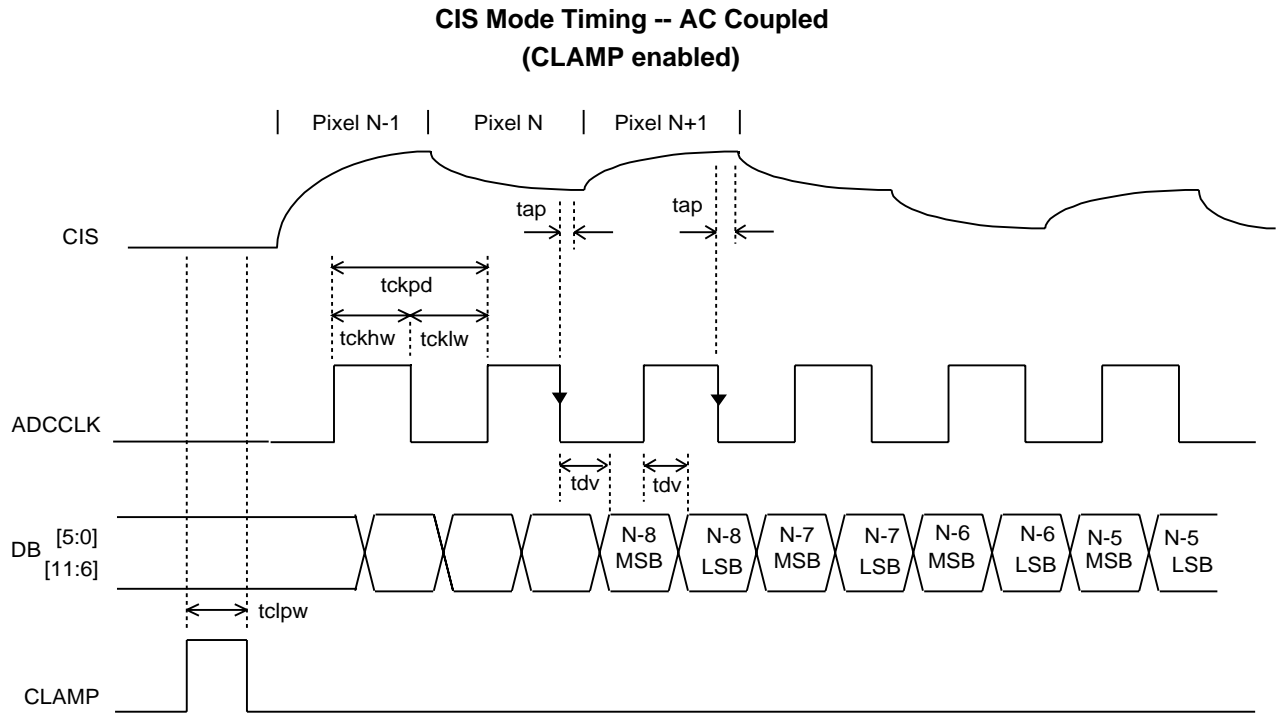 CIS Mode Timing -- AC Coupled
(CLAMP enabled)
| Pixel N-1 | Pixel N | Pixel N+1 |
tap
tap
CIS
tckpd
tckhw
tcklw
ADCCLK
tdv
tdv
DB
[5:0]
[11:6]
N-8
MSB
N-8
LSB
N-7
MSB
N-7
LSB
N-6
MSB
N-6
LSB
N-5
MSB
N-5
LSB
tclpw
CLAMP